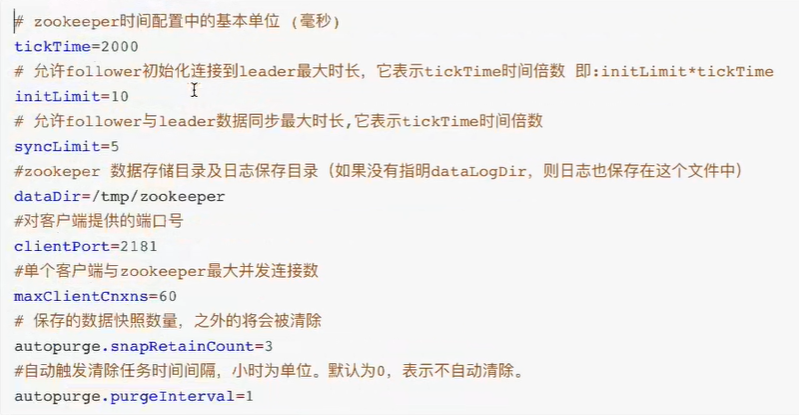 # zookeeper时间配置中的基本单位 (毫秒)
tickTime=2000
# 允许follower初始化连接到leader最大时长，它表示tickTime时间倍数 即:initLimit*tickTime
initLimit=10
# 允许follower与leader数据同步最大时长,它表示tickTime时间倍数
syncLimit=5
#zookeper 数据存储目录及日志保存目录（如果没有指明dataLogDir，则日志也保存在这个文件中）
dataDir=/tmp/zookeeper
#对客户端提供的端口号
clientPort=2181
#单个客户端与zookeeper最大并发连接数
maxClientCnxns=60
# 保存的数据快照数量，之外的将会被清除
autopurge.snapRetainCount=3
#自动触发清除任务时间间隔，小时为单位。默认为0，表示不自动清除。
autopurge.purgeInterval=1